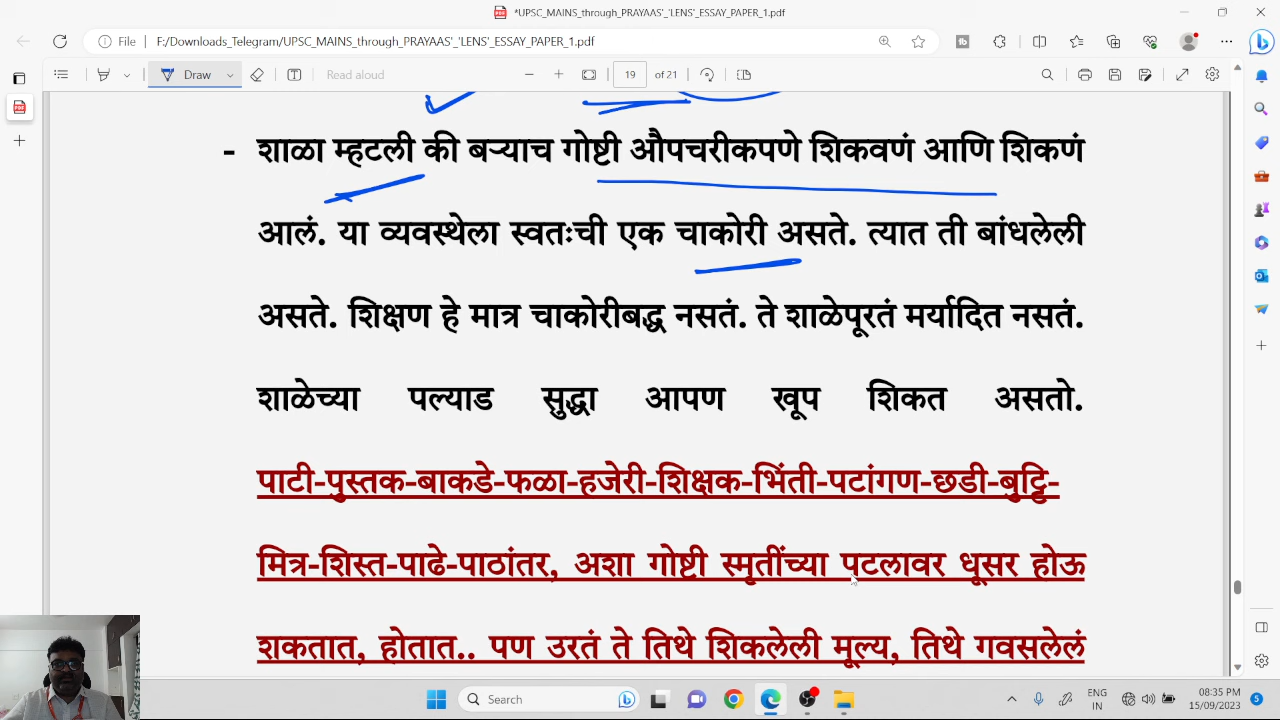 *UPSC_MAINS_through_PRAYAAS'_'LENS'_ESSAY_PAPER_1.pdf
File F:/Downloads_Telegram/UPSC_MAINS_through_PRAYAAS'_'LENS'_ESSAY_PAPER_1.pdf
Draw Read aloud 19 of 21
- शाळा म्हटली की बऱ्याच गोष्टी औपचरीकपणे शिकवणं आणि शिकणं
आलं. या व्यवस्थेला स्वतःची एक चाकोरी असते. त्यात ती बांधलेली
असते. शिक्षण हे मात्र चाकोरीबद्ध नसतं. ते शाळेपूरतं मर्यादित नसतं.
शाळेच्या पल्याड सुद्धा आपण खूप शिकत असतो.
पाटी-पुस्तक-बाकडे-फळा-हजेरी-शिक्षक-भिंती-पटांगण-छडी-बुट्टि-
मित्र-शिस्त-पाढे-पाठांतर, अशा गोष्टी स्मृतींच्या पटलावर धूसर होऊ
शकतात, होतात.. पण उरतं ते तिथे शिकलेली मूल्य, तिथे गवसलेलं
Search
ENG
IN
08:35 PM
15/09/2023
5